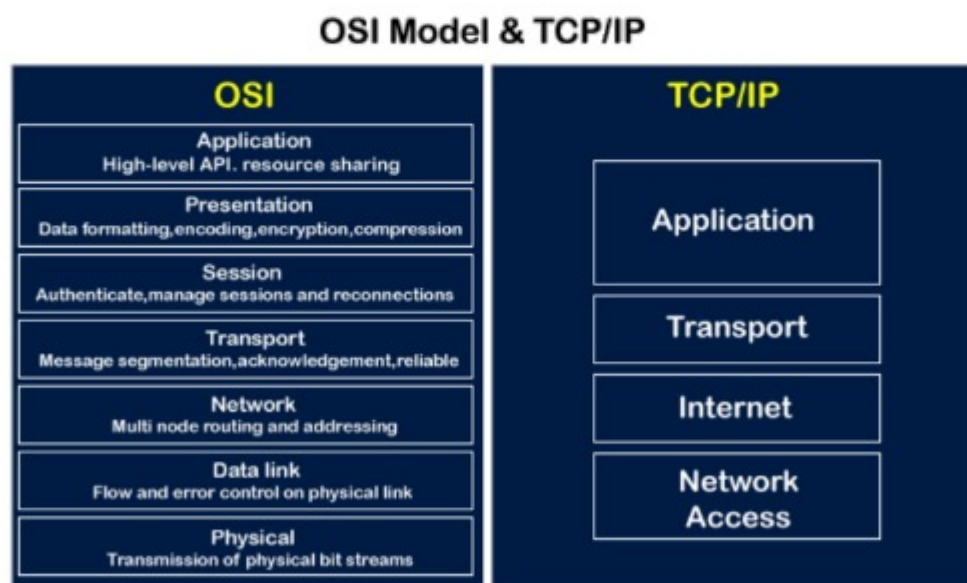 OSI Model & TCP/IP
OSI
Application
High-level API. resource sharing
Presentation
Data formatting,encoding,encryption,compression
Session
Authenticate,manage sessions and reconnections
Transport
Message segmentation,acknowledgement,reliable
Network
Multi node routing and addressing
Data link
Flow and error control on physical link
Physical
Transmission of physical bit streams
TCP/IP
Application
Transport
Internet
Network
Access